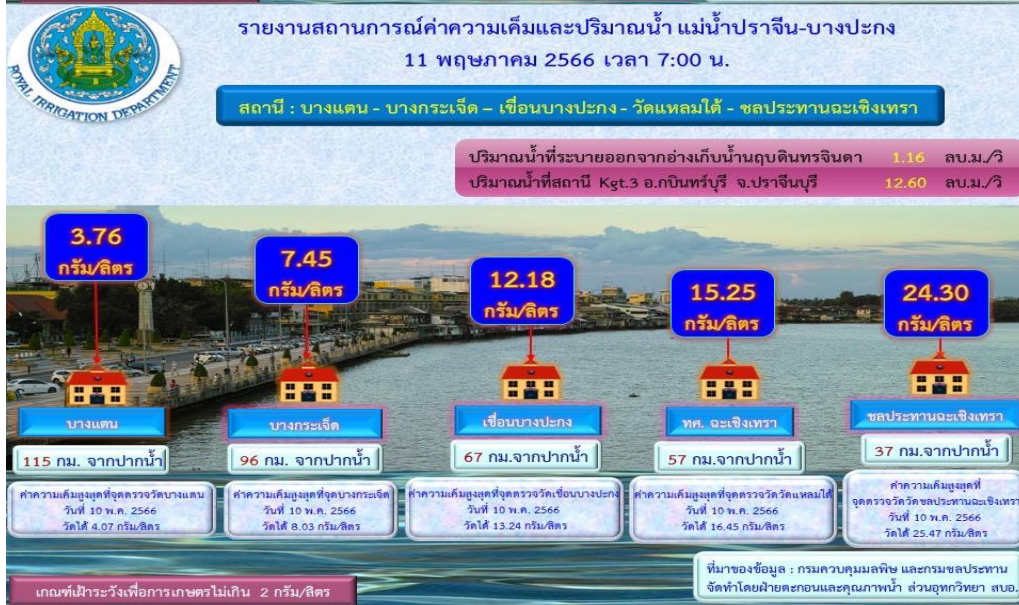 ROYAL IRRIGATION DEPARTMENT
รายงานสถานการณ์ค่าความเค็มและปริมาณน้ำ แม่น้ำปราจีน-บางปะกง
11 พฤษภาคม 2566 เวลา 7:00 น.
สถานี : บางแตน - บางกระเจ็ด – เขื่อนบางปะกง - วัดแหลมใต้ - ชลประทานฉะเชิงเทรา
ปริมาณน้ำที่ระบายออกจากอ่างเก็บน้ำนฤบดินทรจินดา 1.16 ลบ.ม./วิ
ปริมาณน้ำที่สถานี Kgt.3 อ.กบินทร์บุรี จ.ปราจีนบุรี 12.60 ลบ.ม./วิ
3.76
กรัม/ลิตร
บางแตน
115 กม. จากปากน้ำ
ค่าความเค็มสูงสุดที่จุดตรวจวัดบางแตน
วันที่ 10 พ.ค. 2566
วัดได้ 4.07 กรัม/ลิตร
7.45
กรัม/ลิตร
บางกระเจ็ด
96 กม. จากปากน้ำ
ค่าความเค็มสูงสุดที่จุดบางกระเจ็ด
วันที่ 10 พ.ค. 2566
วัดได้ 8.03 กรัม/ลิตร
12.18
กรัม/ลิตร
เขื่อนบางปะกง
67 กม.จากปากน้ำ
ค่าความเค็มสูงสุดที่จุดตรวจวัดเขื่อนบางปะกง
วันที่ 10 พ.ค. 2566
วัดได้ 13.24 กรัม/ลิตร
15.25
กรัม/ลิตร
ทศ. ฉะเชิงเทรา
57 กม.จากปากน้ำ
ค่าความเค็มสูงสุดที่จุดตรวจวัดวัดแหลมใต้
วันที่ 10 พ.ค. 2566
วัดได้ 16.45 กรัม/ลิตร
24.30
กรัม/ลิตร
ชลประทานฉะเชิงเทรา
37 กม.จากปากน้ำ
ค่าความเค็มสูงสุดที่
จุดตรวจวัดวัดชลประทานฉะเชิงเทรา
วันที่ 10 พ.ค. 2566
วัดได้ 25.47 กรัม/ลิตร
เกณฑ์เฝ้าระวังเพื่อการเกษตรไม่เกิน 2 กรัม/ลิตร
ที่มาของข้อมูล : กรมควบคุมมลพิษ และกรมชลประทาน
จัดทำโดยฝ่ายตะกอนและคุณภาพน้ำ ส่วนอุทกวิทยา สบอ.